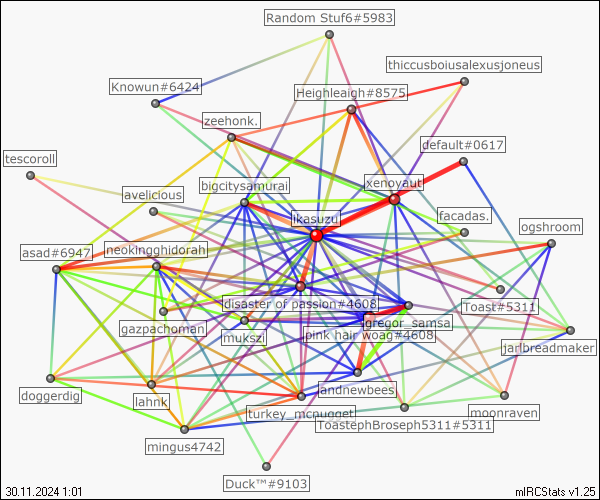 Random Stuf6#5983
thiccusboiusalexusjoneus
Knowun#6424
Heighleaigh#8575
zeehonk.
default#0617
tescoroll
xenovaut
bigcitysamurai
avelicious
ikasuzu
facadas.
ogshroom
asad#6947
neokingghidorah
disaster of passion#4608
Toast#5311
gazpachoman
gregor_samsa
mukszi
pink hair woag#4608
jarlbreadmaker
doggerdig
lahnk
andnewbees
turkey_mcnugget
moonraven
ToastephBroseph5311#5311
mingus4742
Duck™#9103
30.11.2024 1:01
mIRCStats v1.25